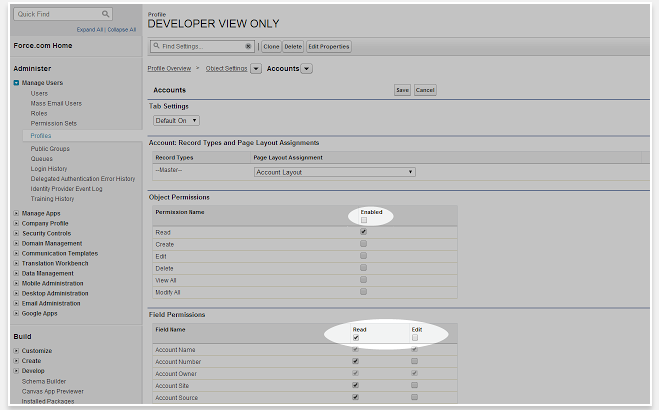 Quick Find
Expand All | Collapse All
Force.com Home
Administer
Manage Users
Users
Mass Email Users
Roles
Permission Sets
Profiles
Public Groups
Queues
Login History
Delegated Authentication Error History
Identity Provider Event Log
Training History
Manage Apps
Company Profile
Security Controls
Domain Management
Communication Templates
Translation Workbench
Data Management
Mobile Administration
Desktop Administration
Email Administration
Google Apps
Build
Customize
Create
Develop
Schema Builder
Canvas App Previewer
Installed Packages
Profile
DEVELOPER VIEW ONLY
Find Settings... Clone Delete Edit Properties
Profile Overview > Object Settings Accounts
Accounts Save Cancel
Tab Settings
Default On
Account: Record Types and Page Layout Assignments
Record Types Page Layout Assignment
--Master-- Account Layout
Object Permissions
Permission Name Enabled
Read
Create
Edit
Delete
View All
Modify All
Field Permissions
Field Name Read Edit
Account Name
Account Number
Account Owner
Account Site
Account Source